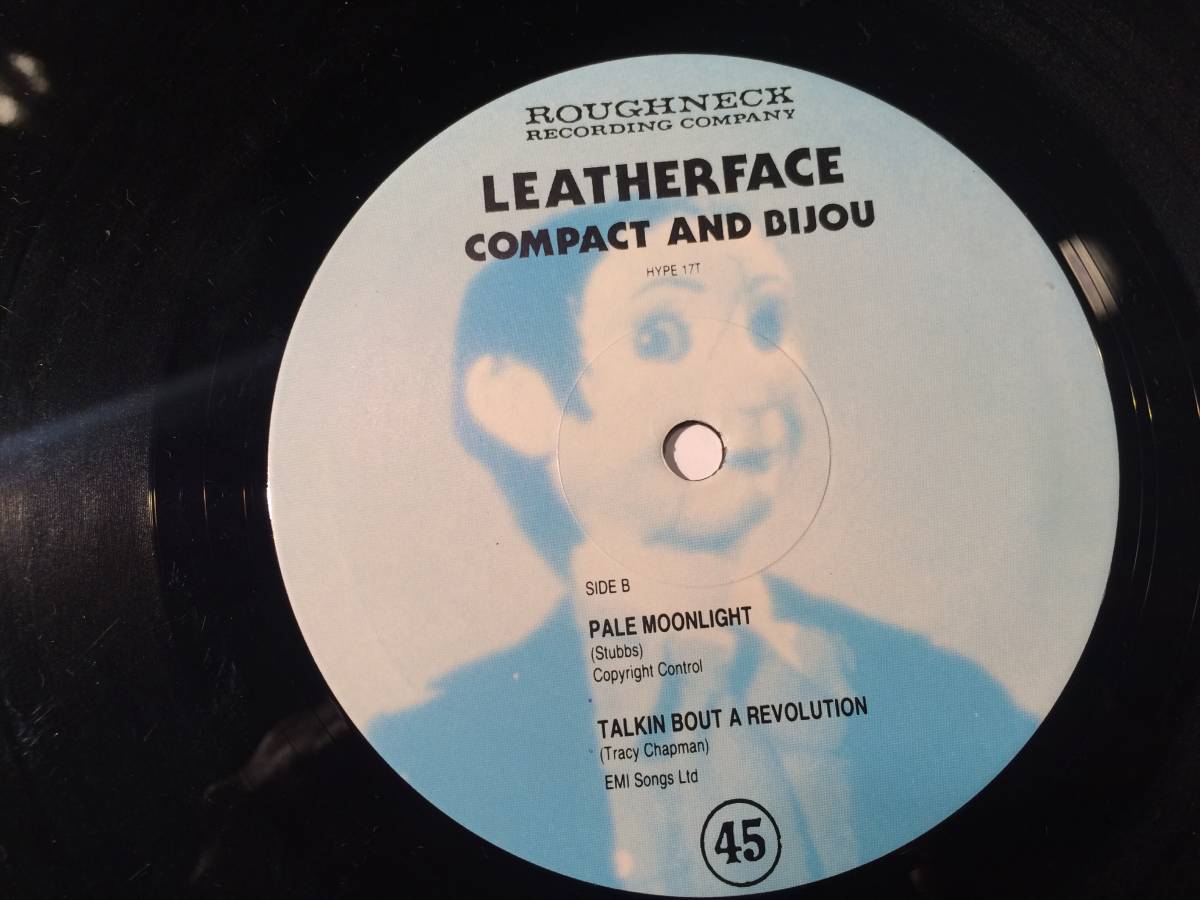 ROUGHNECK
RECORDING COMPANY
LEATHERFACE
COMPACT AND BIJOU
HYPE 17T
SIDE B
PALE MOONLIGHT
(Stubbs)
Copyright Control
TALKIN BOUT A REVOLUTION
(Tracy Chapman)
EMI Songs Ltd
45